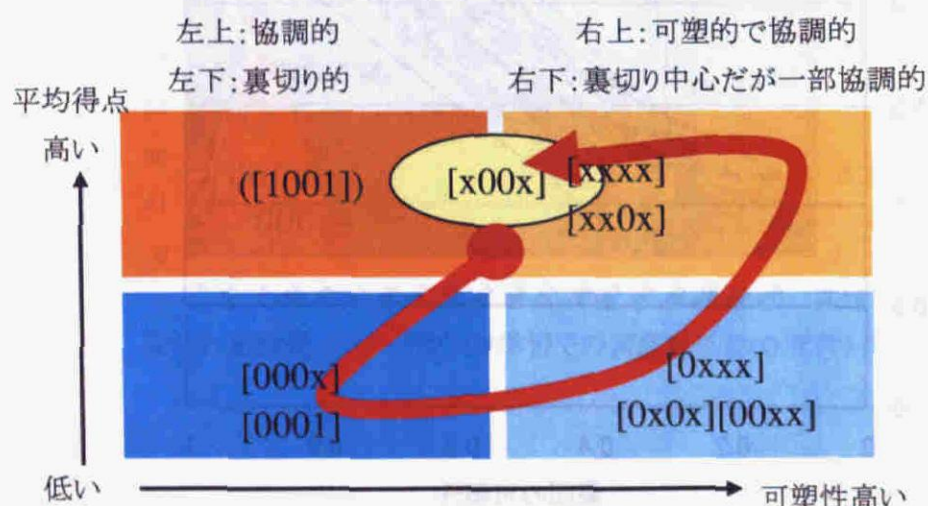 左上:協調的
右上:可塑的で協調的
左下:裏切り的
右下:裏切り中心だが一部協調的
平均得点
高い
([1001])
[x00x]
[xxxx]
[xx0x]
[000x]
[0001]
[0xxx]
[0x0x][00xx]
低い
可塑性高い